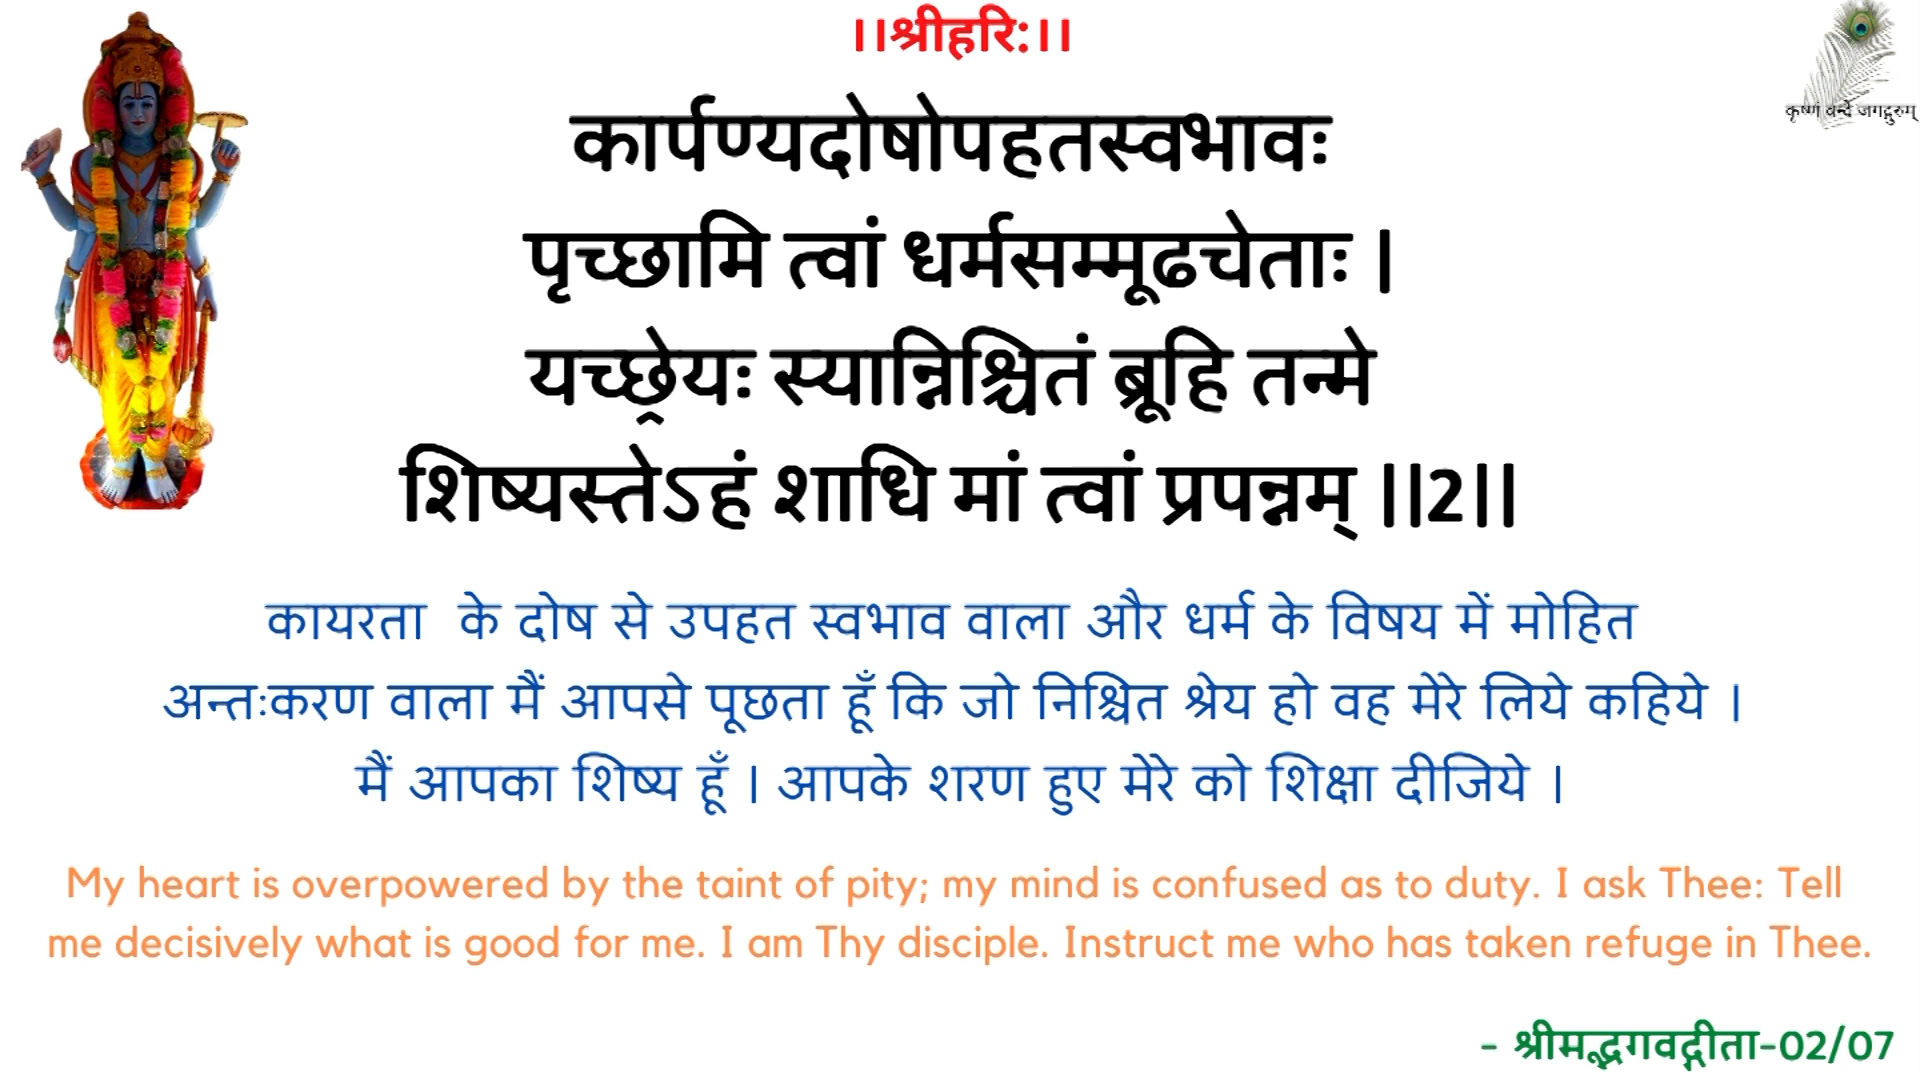 ।।श्रीहरि:।।
कृष्णं वन्दे जगद्गुरुम्
कार्पण्यदोषोपहतस्वभावः
पृच्छामि त्वां धर्मसम्मूढचेताः ।
यच्छ्रेयः स्यान्निश्चितं ब्रूहि तन्मे
शिष्यस्तेऽहं शाधि मां त्वां प्रपन्नम् ||2||
कायरता के दोष से उपहत स्वभाव वाला और धर्म के विषय में मोहित
अन्तःकरण वाला मैं आपसे पूछता हूँ कि जो निश्चित श्रेय हो वह मेरे लिये कहिये ।
मैं आपका शिष्य हूँ । आपके शरण हुए मेरे को शिक्षा दीजिये ।
My heart is overpowered by the taint of pity; my mind is confused as to duty. I ask Thee: Tell
me decisively what is good for me. I am Thy disciple. Instruct me who has taken refuge in Thee.
- श्रीमद्भगवद्गीता-02/07